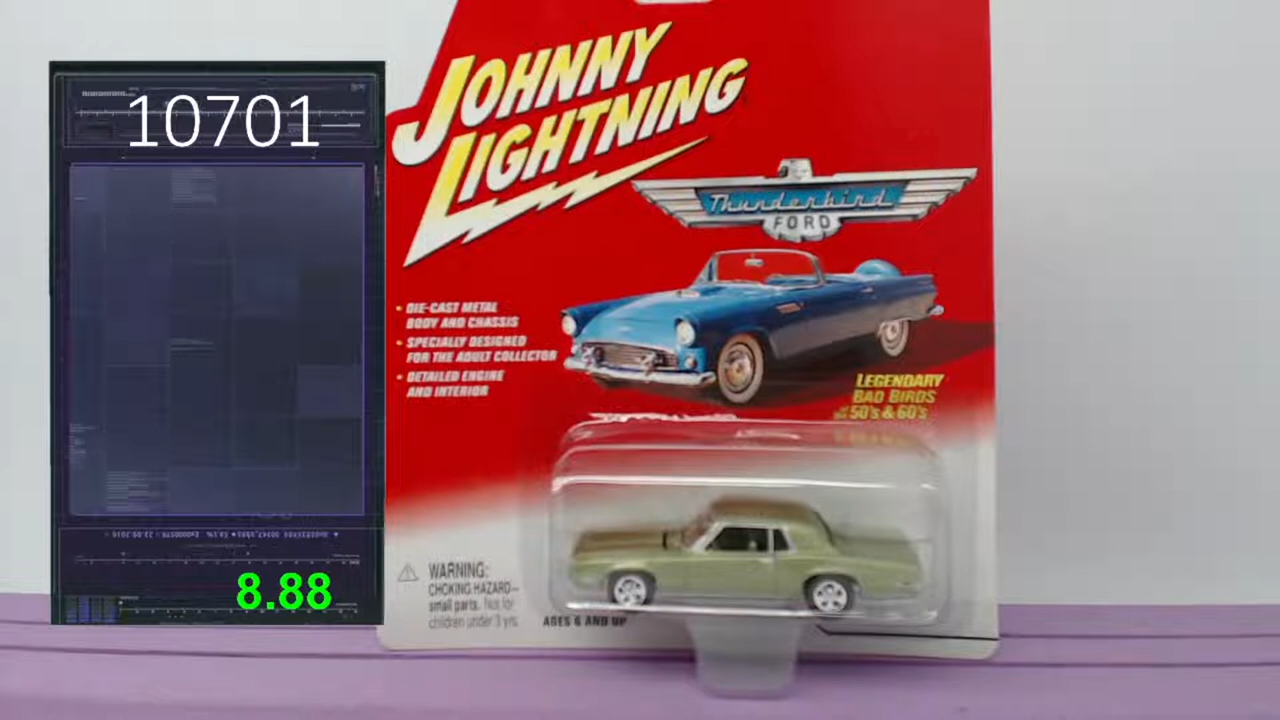 10701
8.88
JOHNNY
LIGHTNING
Thunderbird
FORD
• DIE-CAST METAL
BODY AND CHASSIS
• SPECIALLY DESIGNED
FOR THE ADULT COLLECTOR
• DETAILED ENGINE
AND INTERIOR
LEGENDARY
BAD BIRDS
OF THE 50's & 60's
WARNING:
CHOKING HAZARD—
small parts. Not for
children under 3 yrs.
AGES 6 AND UP